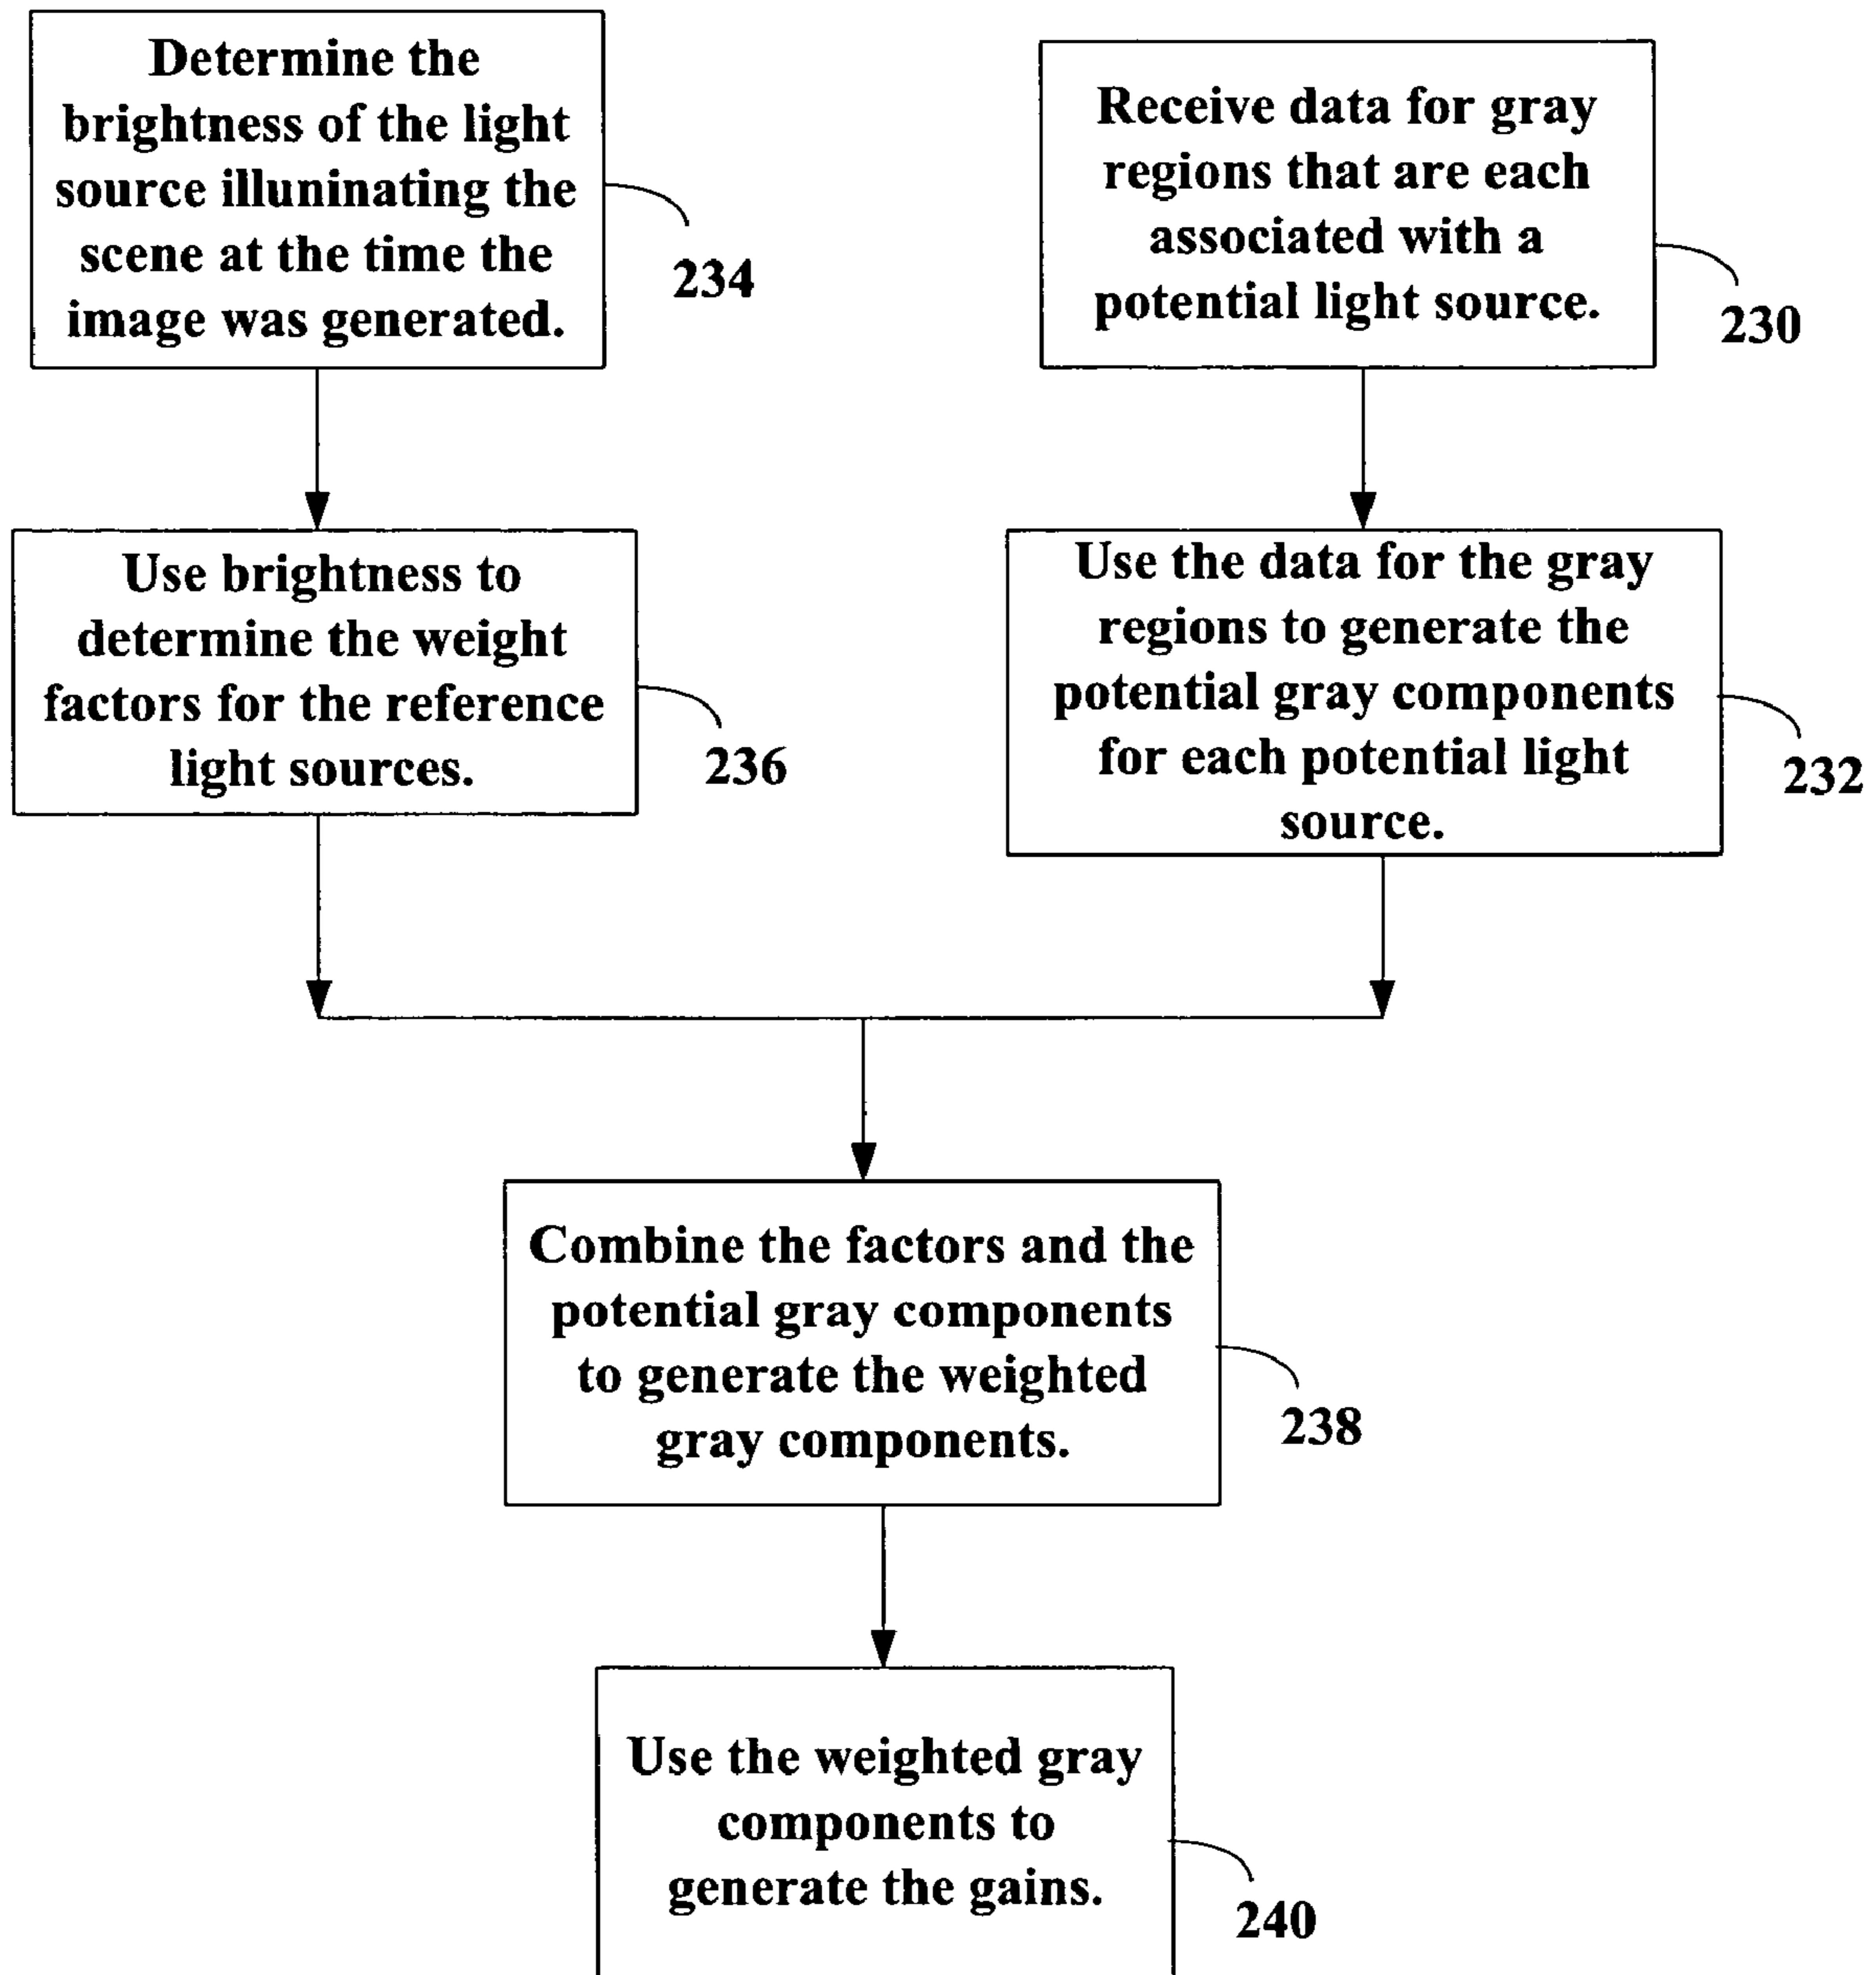 Determine the
brightness of the light
source illuninating the
scene at the time the
image was generated.
234
Receive data for gray
regions that are each
associated with a
potential light source.
230
Use brightness to
determine the weight
factors for the reference
light sources.
236
Use the data for the gray
regions to generate the
potential gray components
for each potential light
source.
232
Combine the factors and the
potential gray components
to generate the weighted
gray components.
238
Use the weighted gray
components to
generate the gains.
240